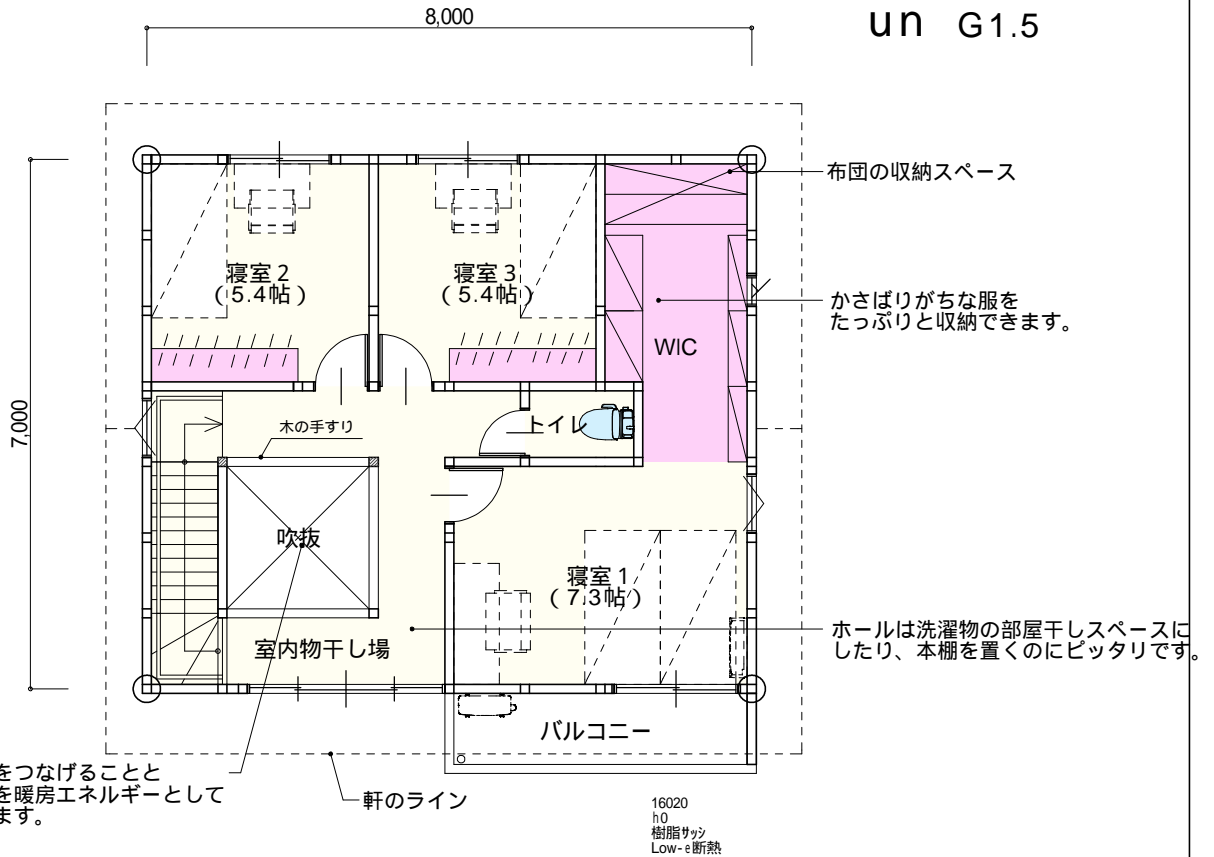 8,000
un G1.5
7,000
布団の収納スペース
寝室2
（5.4帖）
寝室3
（5.4帖）
かさばりがちな服を
たっぷりと収納できます。
WIC
木の手すり
トイレ
吹抜
寝室1
（7.3帖）
室内物干し場
ホールは洗濯物の部屋干しスペースに
したり、本棚を置くのにピッタリです。
バルコニー
をつなげることと
を暖房エネルギーとして
ます。
軒のライン
16020
h0
樹脂サッシ
Low-e断熱